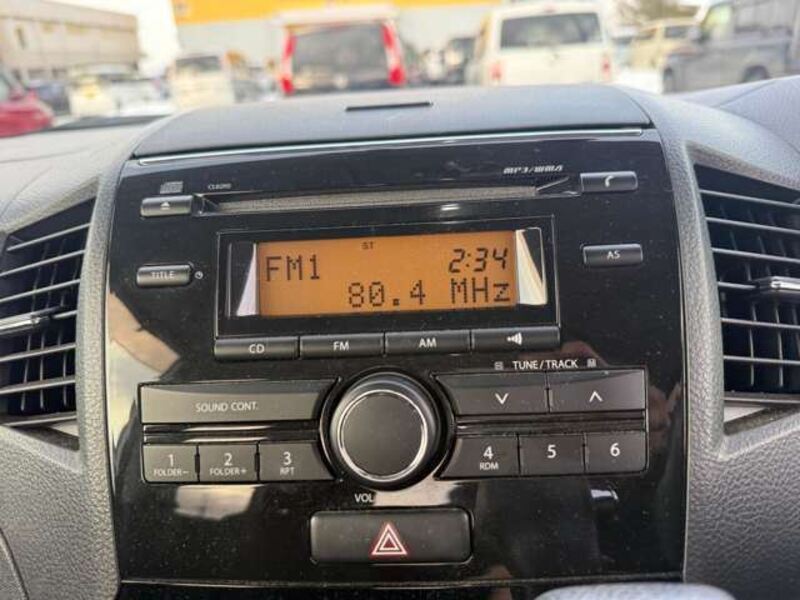 MP3/WMA
TITLE
AS
ST
FM1 2:34
80.4 MHz
CD FM AM
TUNE/TRACK
SOUND CONT.
1 2 3 4 5 6
FOLDER− FOLDER+ RPT RDM
VOL